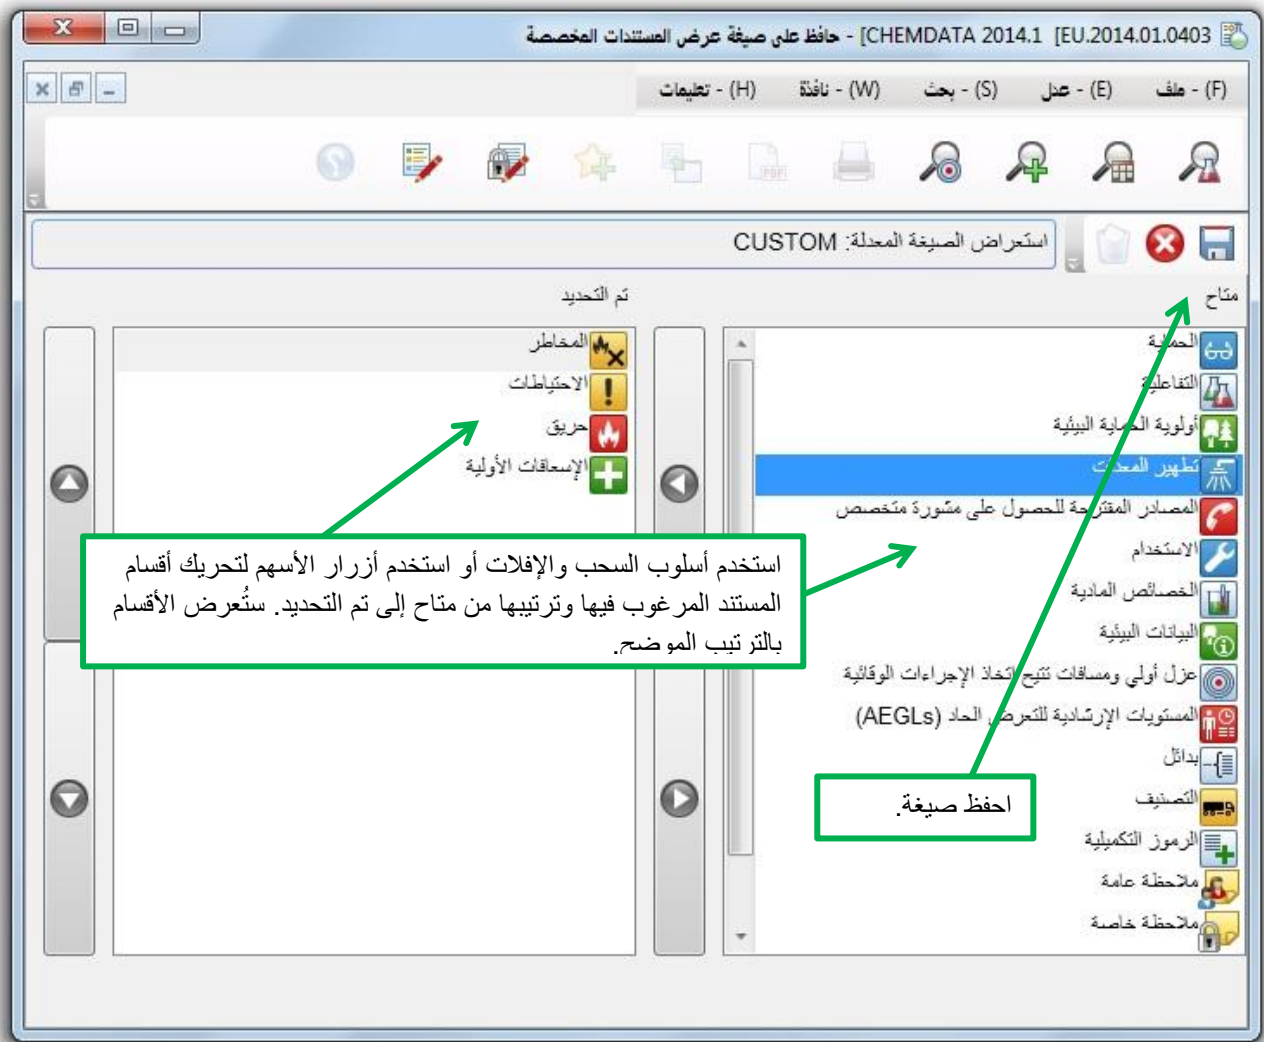 CHEMDATA 2014.1 [EU.2014.01.0403] - حافظ على صيغة عرض المستندات المخصصة
(F) - ملف (E) - عدل (S) - بحث (W) - نافذة (H) - تعليمات
PDF
استعراض الصيغة المعدلة: CUSTOM
متاح
الحماية
التفاعلية
أولوية الحماية البيئية
تطهير المعدات
المصادر المقترحة للحصول على مشورة متخصص
الاستخدام
الخصائص المادية
البيانات البيئية
عزل أولي ومسافات تتيح اتخاذ الإجراءات الوقائية
المستويات الإرشادية للتعرض الحاد (AEGLs)
بدائل
التصنيف
الرموز التكميلية
ملاحظة عامة
ملاحظة خاصة
تم التحديد
المخاطر
الاحتياطات
حريق
الإسعافات الأولية
استخدم أسلوب السحب والإفلات أو استخدم أزرار الأسهم لتحريك أقسام
المستند المرغوب فيها وترتيبها من متاح إلى تم التحديد. ستُعرض الأقسام
بالترتيب الموضح.
احفظ صيغة.